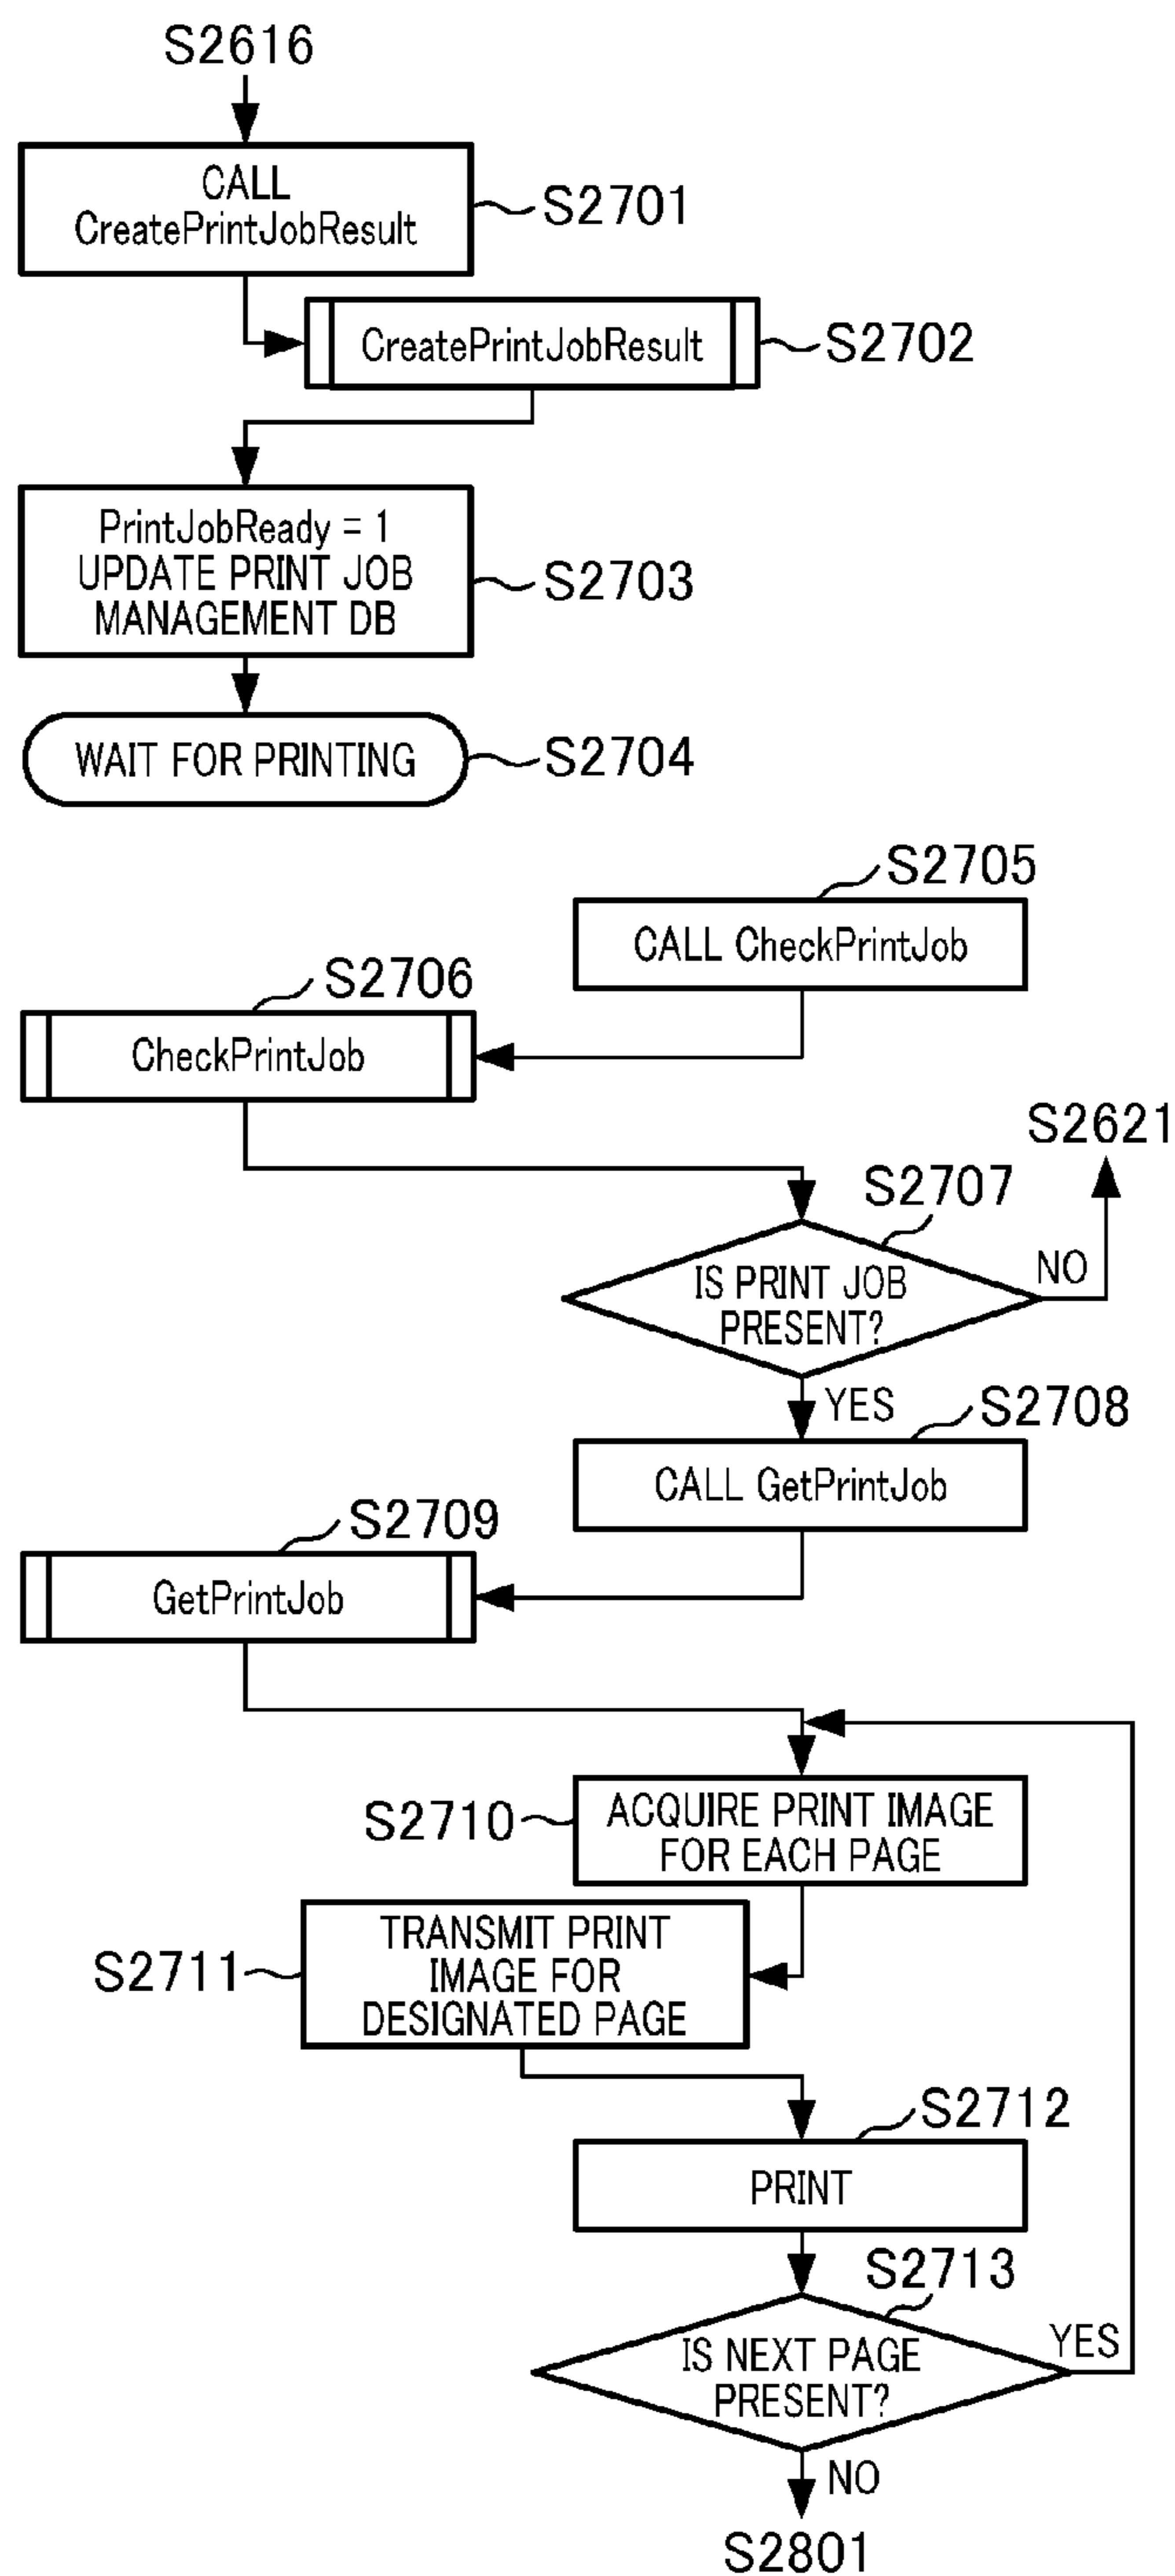 S2616
CALL
CreatePrintJobResult
S2701
CreatePrintJobResult
S2702
PrintJobReady = 1
UPDATE PRINT JOB
MANAGEMENT DB
S2703
WAIT FOR PRINTING
S2704
S2705
CALL CheckPrintJob
S2706
CheckPrintJob
S2621
S2707
IS PRINT JOB
PRESENT?
NO
YES
S2708
CALL GetPrintJob
S2709
GetPrintJob
S2710
ACQUIRE PRINT IMAGE
FOR EACH PAGE
S2711
TRANSMIT PRINT
IMAGE FOR
DESIGNATED PAGE
S2712
PRINT
S2713
IS NEXT PAGE
PRESENT?
YES
NO
S2801